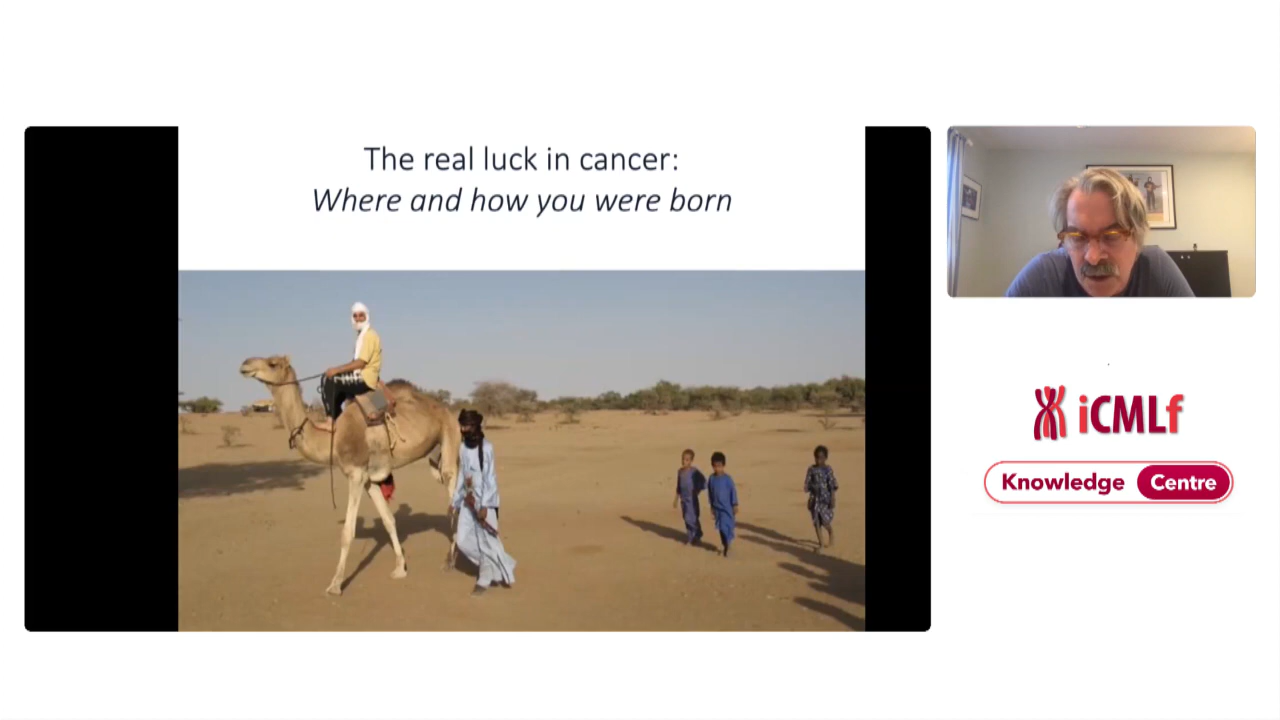 The real luck in cancer:
Where and how you were born
iCMLf
Knowledge Centre